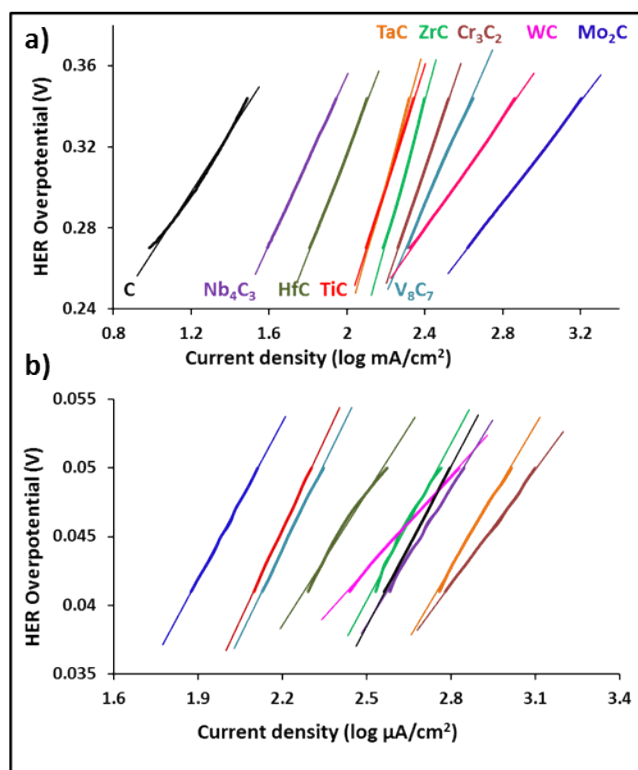 a)
TaC ZrC Cr₃C₂ WC Mo₂C
0.36
0.32
0.28
0.24
HER Overpotential (V)
C Nb₄C₃ HfC TiC V₈C₇
0.8 1.2 1.6 2 2.4 2.8 3.2
Current density (log mA/cm²)
b)
0.055
0.05
0.045
0.04
0.035
HER Overpotential (V)
1.6 1.9 2.2 2.5 2.8 3.1 3.4
Current density (log µA/cm²)